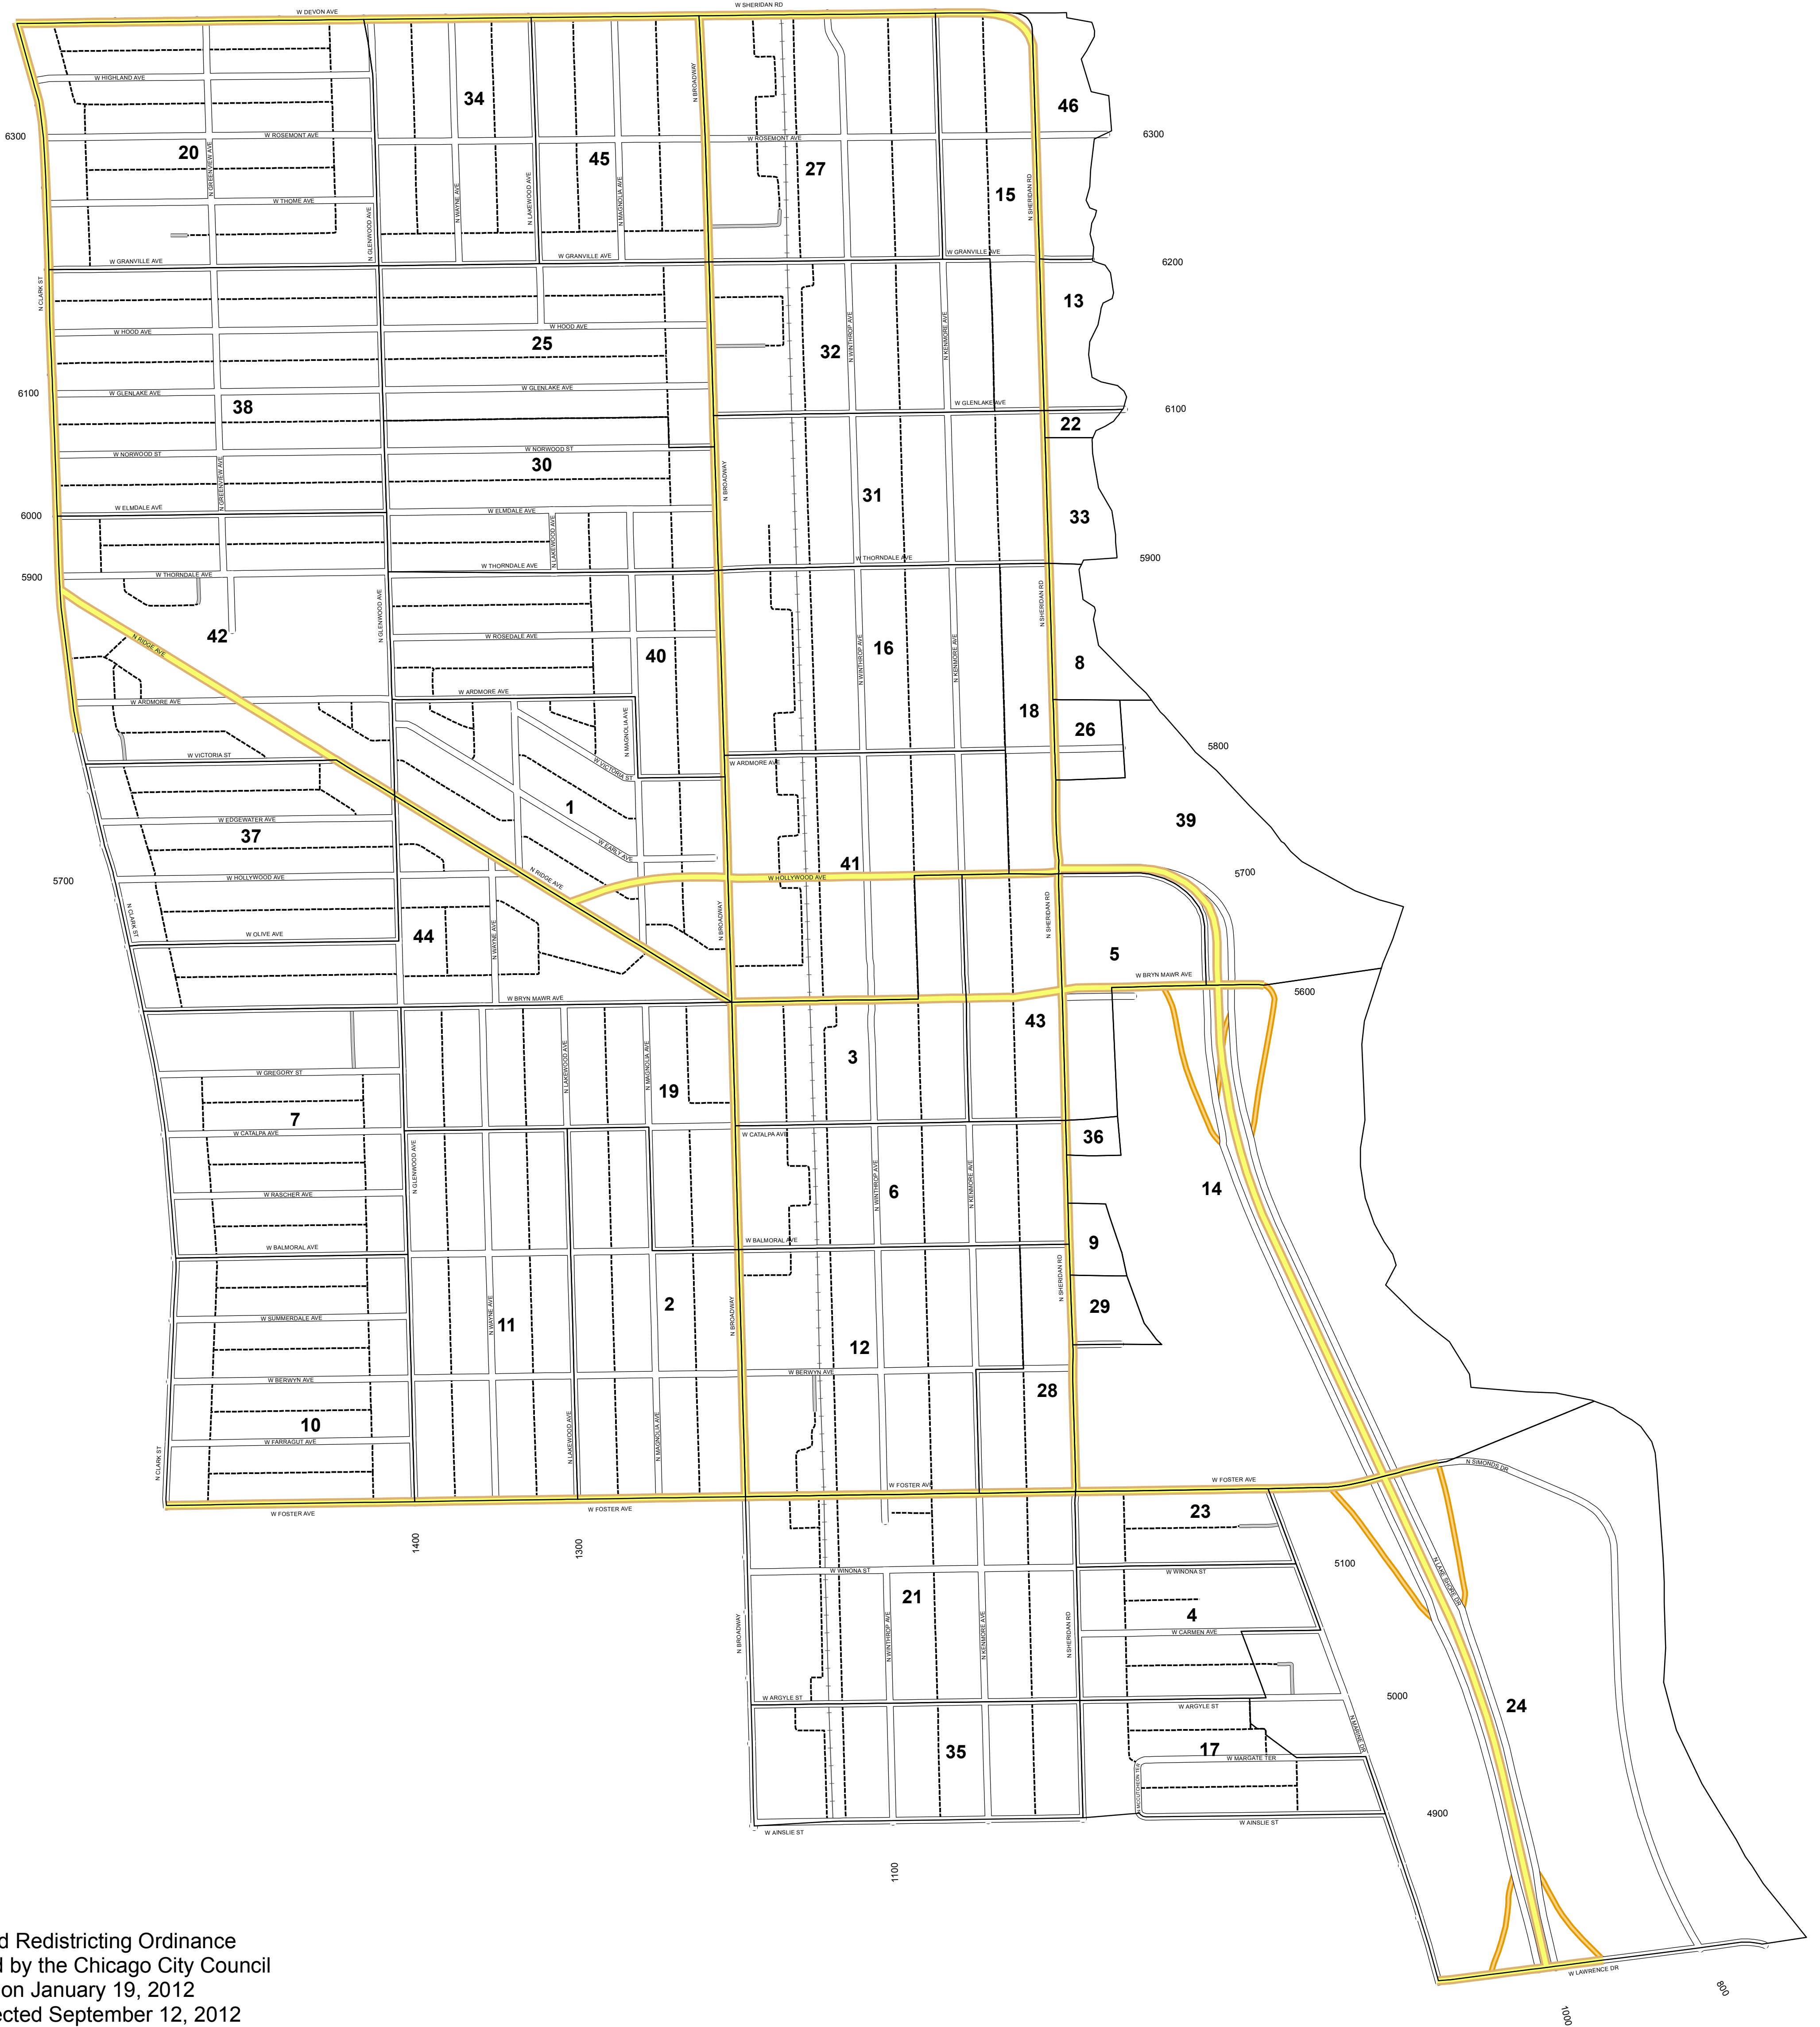 W DEVON AVE
W SHERIDAN RD
W HIGHLAND AVE
N BROADWAY
34
46
6300
W ROSEMONT AVE
W ROSEMONT AVE
6300
20
N GREENVIEW AVE
45
27
15
N SHERIDAN RD
W THOME AVE
N GLENWOOD AVE
N WAYNE AVE
N LAKEWOOD AVE
N MAGNOLIA AVE
W GRANVILLE AVE
W GRANVILLE AVE
W GRANVILLE AVE
6200
N CLARK ST
13
W HOOD AVE
W HOOD AVE
25
32
N WINTHROP AVE
N KENMORE AVE
6100
W GLENLAKE AVE
W GLENLAKE AVE
W GLENLAKE AVE
6100
38
22
W NORWOOD ST
W NORWOOD ST
30
N GREENVIEW AVE
N BROADWAY
31
33
6000
W ELMDALE AVE
W ELMDALE AVE
N LAKEWOOD AVE
5900
W THORNDALE AVE
W THORNDALE AVE
W THORNDALE AVE
5900
N GLENWOOD AVE
N SHERIDAN RD
42
N RIDGE AVE
W ROSEDALE AVE
40
16
N WINTHROP AVE
N KENMORE AVE
8
W ARDMORE AVE
W ARDMORE AVE
18
26
N MAGNOLIA AVE
5800
W VICTORIA ST
W VICTORIA ST
W ARDMORE AVE
1
39
W EDGEWATER AVE
37
W EARLY AVE
41
5700
W HOLLYWOOD AVE
N RIDGE AVE
W HOLLYWOOD AVE
5700
N CLARK ST
W OLIVE AVE
44
N WAYNE AVE
N BROADWAY
N SHERIDAN RD
5
W BRYN MAWR AVE
W BRYN MAWR AVE
5600
43
3
N LAKEWOOD AVE
N MAGNOLIA AVE
W GREGORY ST
19
7
W CATALPA AVE
W CATALPA AVE
36
N GLENWOOD AVE
W RASCHER AVE
N WINTHROP AVE
6
N KENMORE AVE
14
W BALMORAL AVE
W BALMORAL AVE
9
N SHERIDAN RD
W SUMMERDALE AVE
N WAYNE AVE
11
2
N BROADWAY
29
12
W BERWYN AVE
W BERWYN AVE
28
10
W FARRAGUT AVE
N CLARK ST
N LAKEWOOD AVE
N MAGNOLIA AVE
W FOSTER AVE
W FOSTER AVE
W FOSTER AVE
W FOSTER AVE
N SIMONDS DR
23
1400
1300
5100
W WINONA ST
W WINONA ST
N LAKE SHORE DR
21
4
N BROADWAY
N WINTHROP AVE
N KENMORE AVE
N SHERIDAN RD
W CARMEN AVE
W ARGYLE ST
W ARGYLE ST
5000
24
N MARINE DR
35
17
W MARGATE TER
N MCCUTCHEON TER
W AINSLIE ST
W AINSLIE ST
4900
1100
d Redistricting Ordinance
d by the Chicago City Council
on January 19, 2012
ected September 12, 2012
W LAWRENCE DR
1000
800